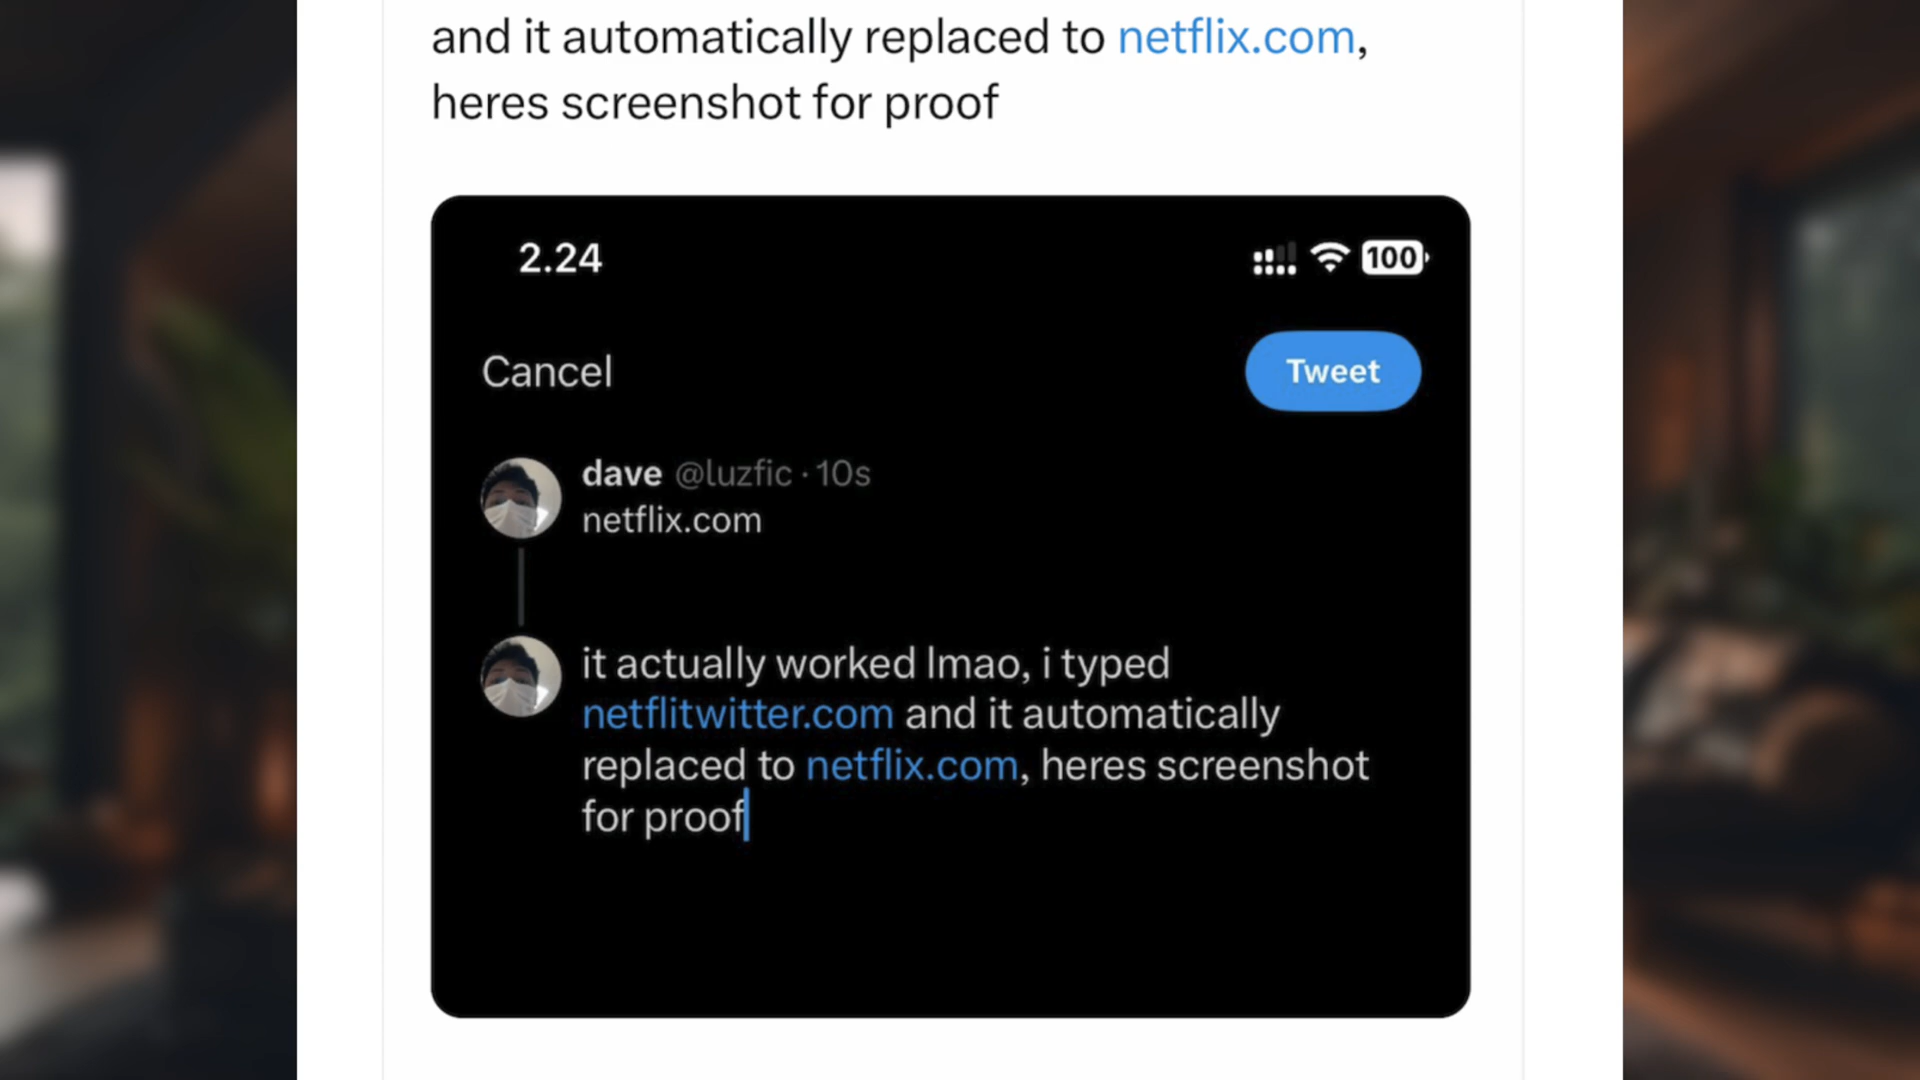 and it automatically replaced to netflix.com,
heres screenshot for proof
2.24
100
Cancel
Tweet
dave @luzfic · 10s
netflix.com
it actually worked lmao, i typed
netflitwitter.com and it automatically
replaced to netflix.com, heres screenshot
for proof